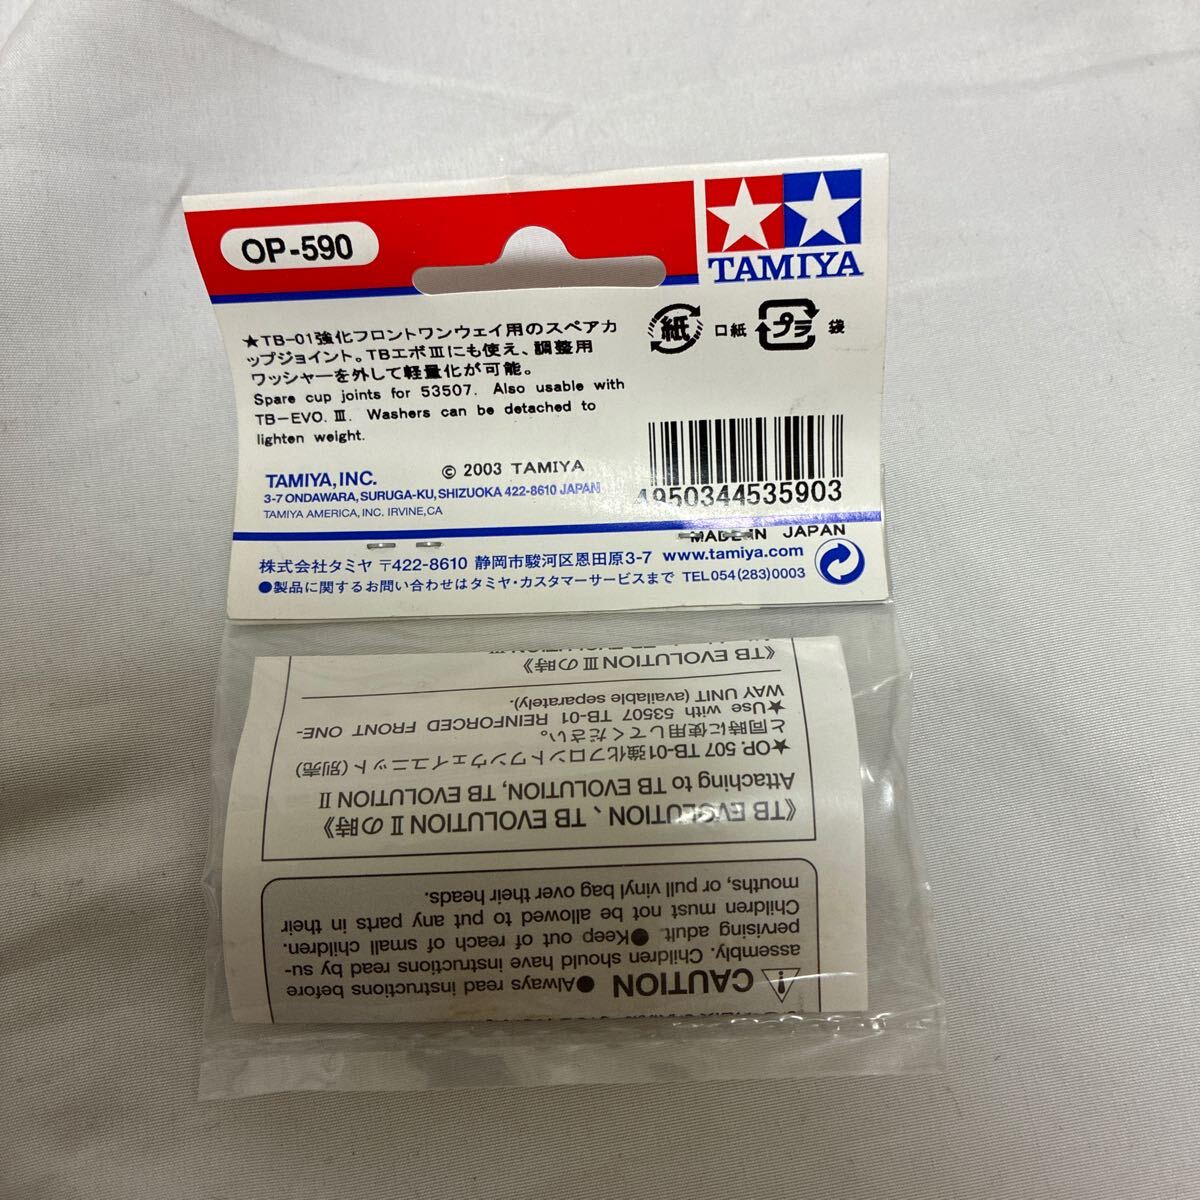 OP-590
TAMIYA
★TB-01強化フロントワンウェイ用のスペアカ
ップジョイント。TBエボⅢにも使え、調整用
ワッシャーを外して軽量化が可能。
Spare cup joints for 53507. Also usable with
TB-EVO. Ⅲ. Washers can be detached to
lighten weight.
紙 口紙 プラ 袋
TAMIYA, INC. © 2003 TAMIYA
3-7 ONDAWARA, SURUGA-KU, SHIZUOKA 422-8610 JAPAN
TAMIYA AMERICA, INC. IRVINE, CA
4950344535903
MADE IN JAPAN
株式会社タミヤ 〒422-8610 静岡市駿河区恩田原3-7 www.tamiya.com
●製品に関するお問い合わせはタミヤ・カスタマーサービスまで TEL 054(283)0003
⚠ CAUTION ●Always read instructions before
assembly. Children should have instructions read by su-
pervising adult. ●Keep out of reach of small children.
Children must not be allowed to put any parts in their
mouths, or pull vinyl bag over their heads.
《TB EVOLUTION、TB EVOLUTION Ⅱの時》
Attaching to TB EVOLUTION, TB EVOLUTION Ⅱ
★OP. 507 TB-01強化フロントワンウェイユニット（別売）
と同時に使用してください。
★Use with 53507 TB-01 REINFORCED FRONT ONE-
WAY UNIT (available separately).
《TB EVOLUTION Ⅲの時》